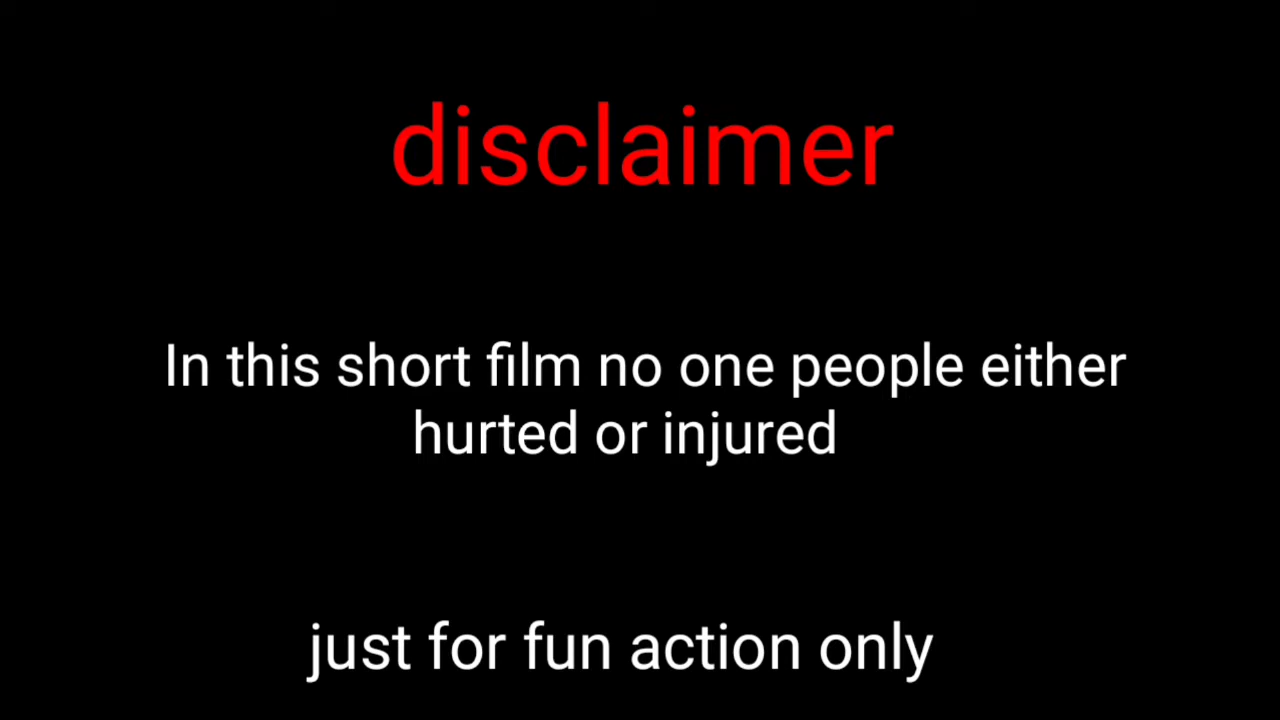 disclaimer
In this short film no one people either
hurted or injured
just for fun action only